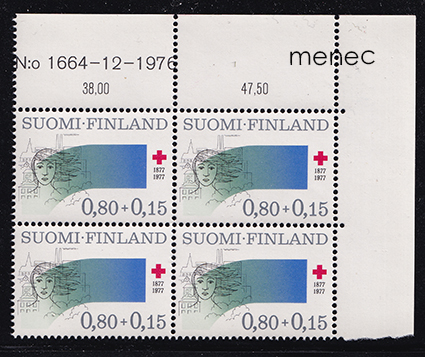 menec
N:o 1664-12-1976
38,00 47,50
SUOMI·FINLAND SUOMI·FINLAND
1877 1877
1977 1977
0,80+0,15 0,80+0,15
SUOMI·FINLAND SUOMI·FINLAND
1877 1877
1977 1977
0,80+0,15 0,80+0,15